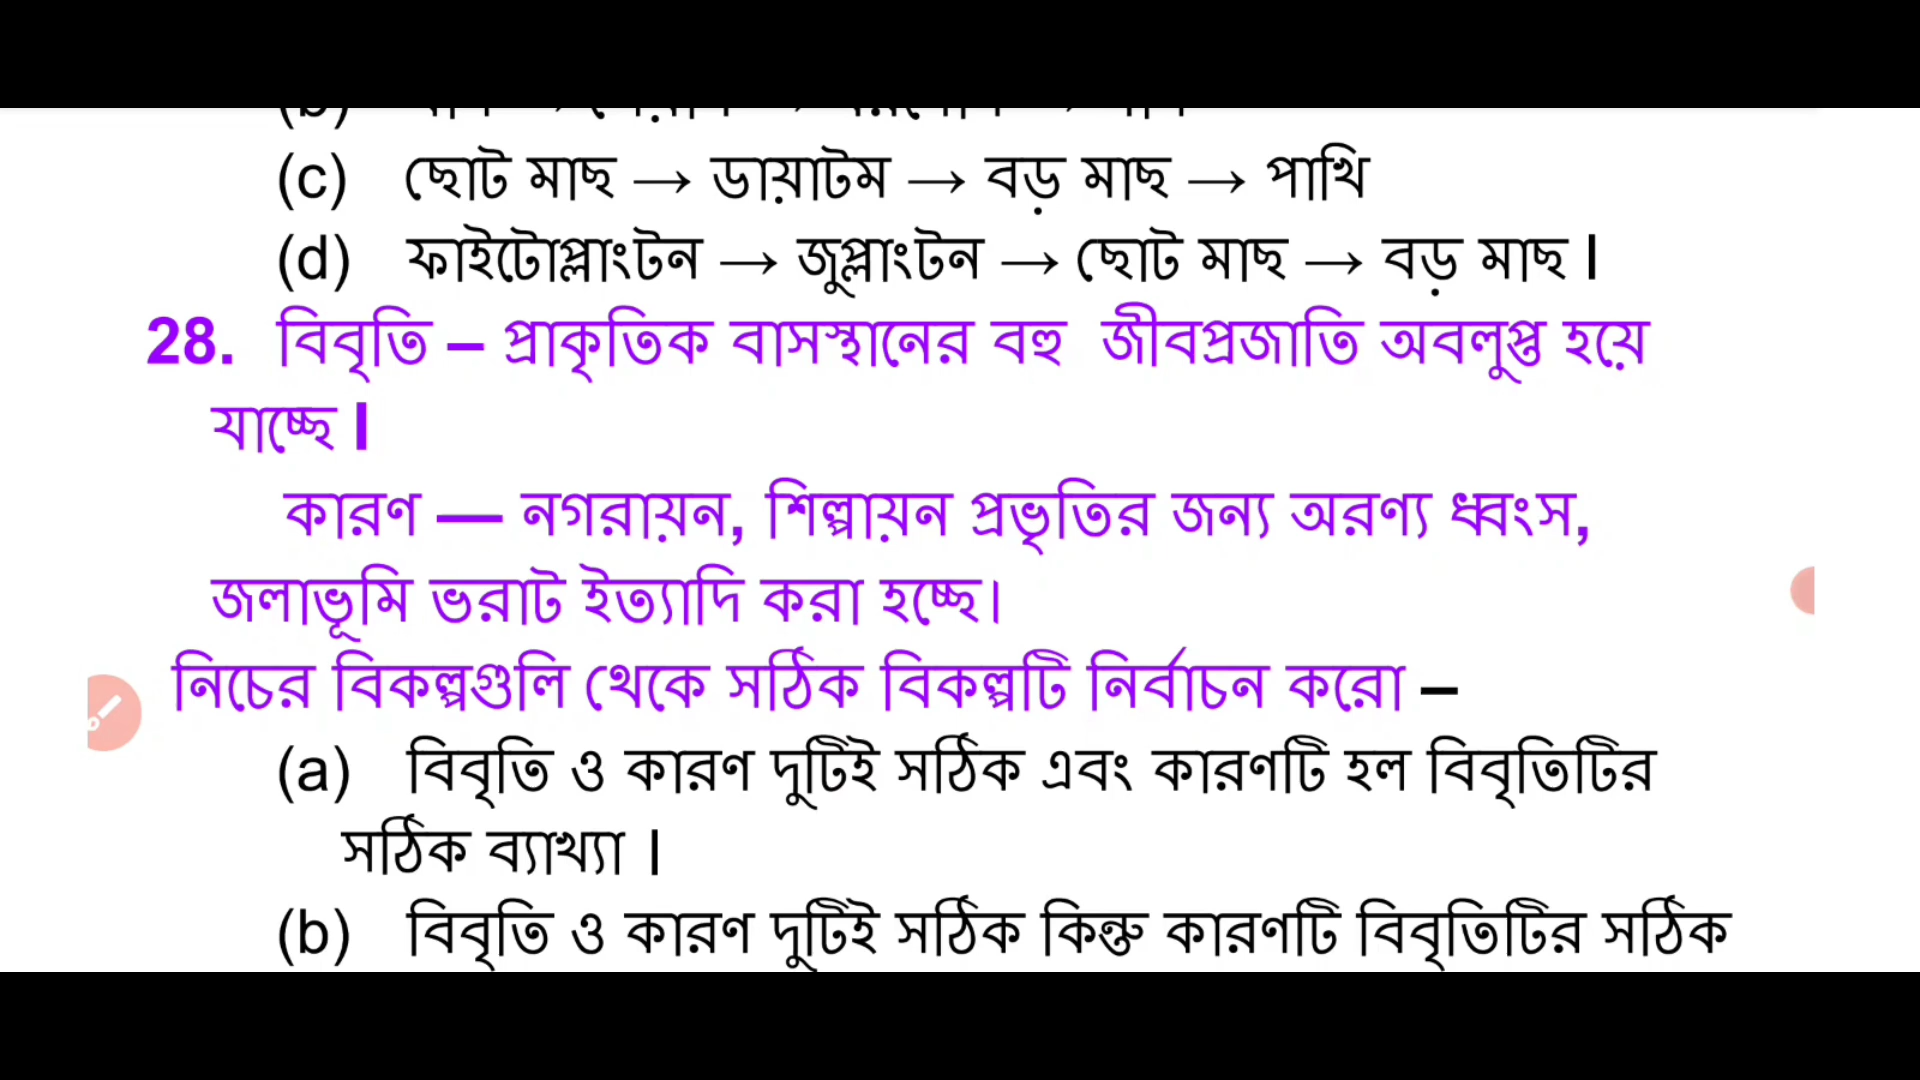 (c) ছোট মাছ → ডায়াটম → বড় মাছ → পাখি
(d) ফাইটোপ্লাংটন → জুপ্লাংটন → ছোট মাছ → বড় মাছ।
28. বিবৃতি – প্রাকৃতিক বাসস্থানের বহু জীবপ্রজাতি অবলুপ্ত হয়ে
যাচ্ছে।
কারণ — নগরায়ন, শিল্পায়ন প্রভৃতির জন্য অরণ্য ধ্বংস,
জলাভূমি ভরাট ইত্যাদি করা হচ্ছে।
নিচের বিকল্পগুলি থেকে সঠিক বিকল্পটি নির্বাচন করো –
(a) বিবৃতি ও কারণ দুটিই সঠিক এবং কারণটি হল বিবৃতিটির
সঠিক ব্যাখ্যা ।
(b) বিবৃতি ও কারণ দুটিই সঠিক কিন্তু কারণটি বিবৃতিটির সঠিক